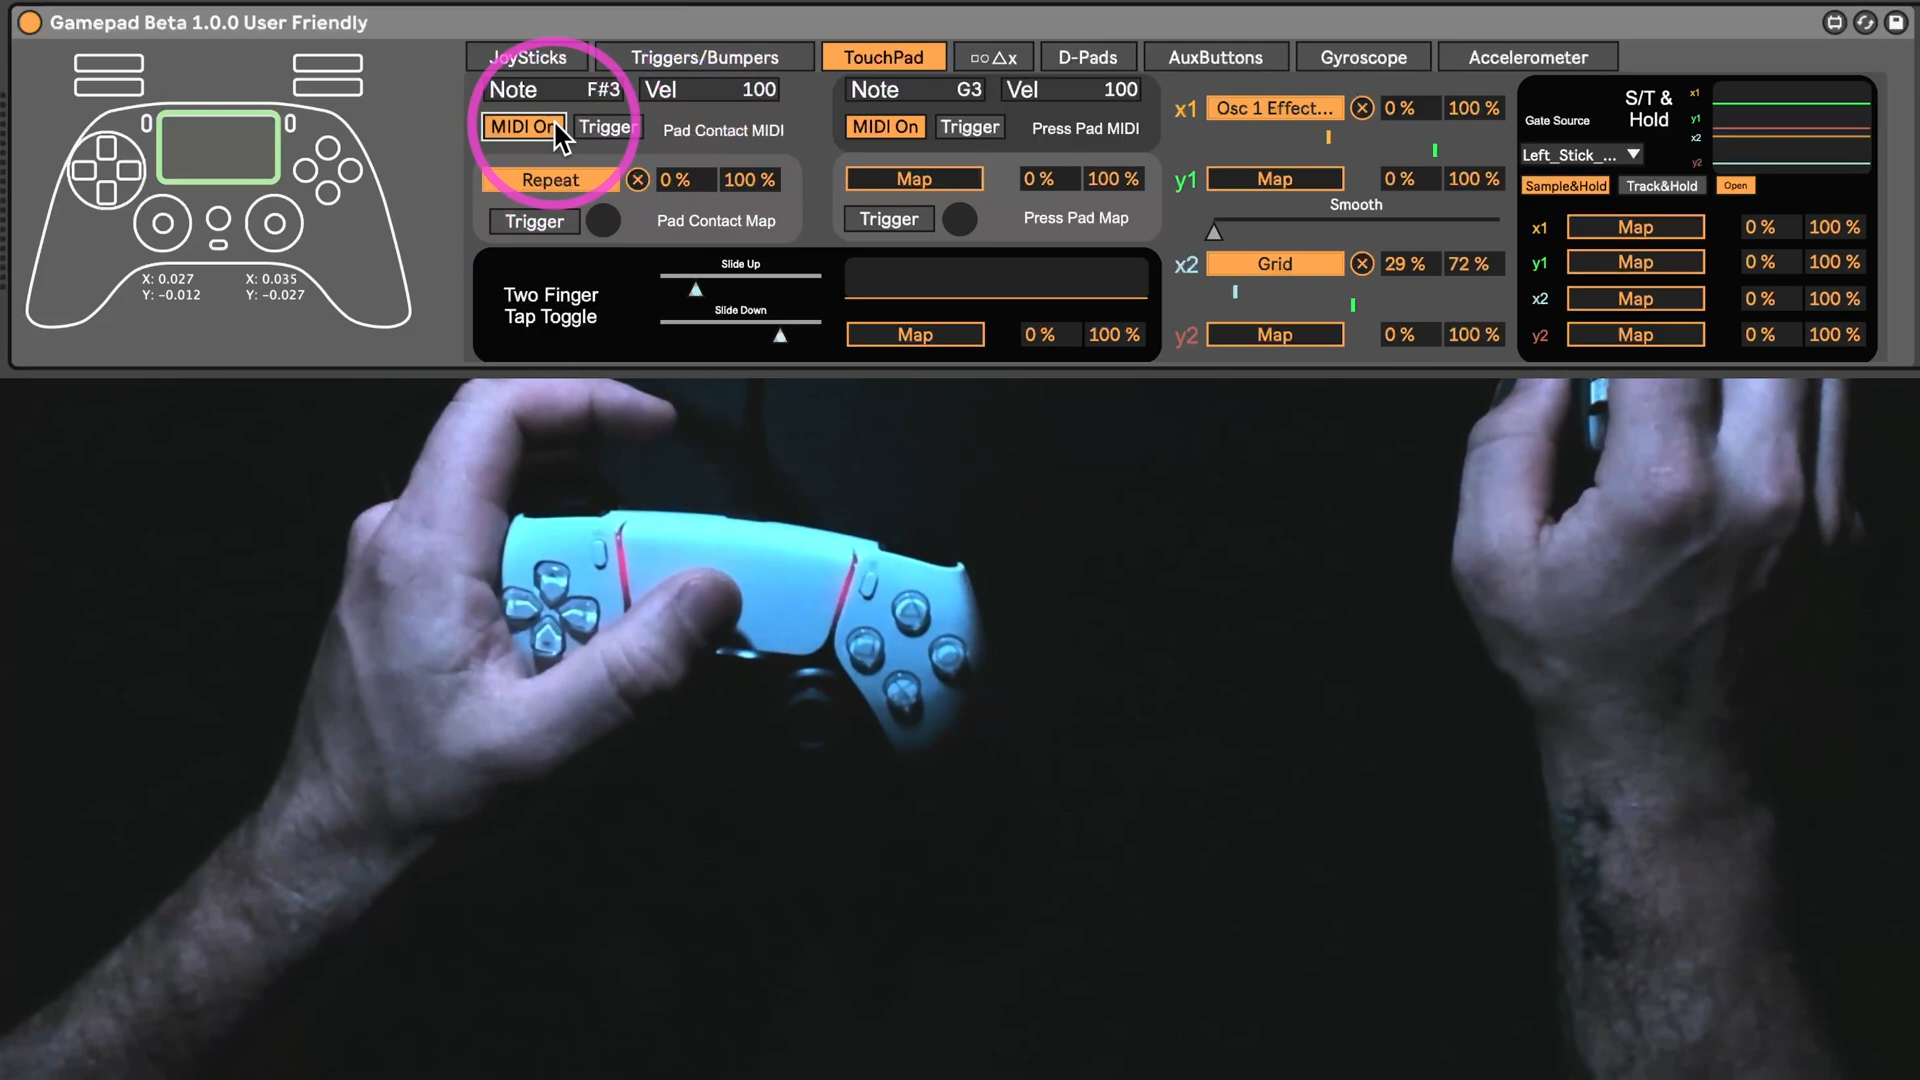 Gamepad Beta 1.0.0 User Friendly
JoySticks
Triggers/Bumpers
TouchPad
□○△x
D-Pads
AuxButtons
Gyroscope
Accelerometer
Note F#3 Vel 100
MIDI On Trigger Pad Contact MIDI
Repeat 0 % 100 %
Trigger Pad Contact Map
Note G3 Vel 100
MIDI On Trigger Press Pad MIDI
Map 0 % 100 %
Trigger Press Pad Map
Two Finger
Tap Toggle
Slide Up
Slide Down
Map 0 % 100 %
x1 Osc 1 Effect... 0 % 100 %
y1 Map 0 % 100 %
Smooth
x2 Grid 29 % 72 %
y2 Map 0 % 100 %
Gate Source
S/T &
Hold
x1
y1
x2
y2
Left_Stick_...
Sample&Hold Track&Hold Open
x1 Map 0 % 100 %
y1 Map 0 % 100 %
x2 Map 0 % 100 %
y2 Map 0 % 100 %
X: 0.027 X: 0.035
Y: -0.012 Y: -0.027